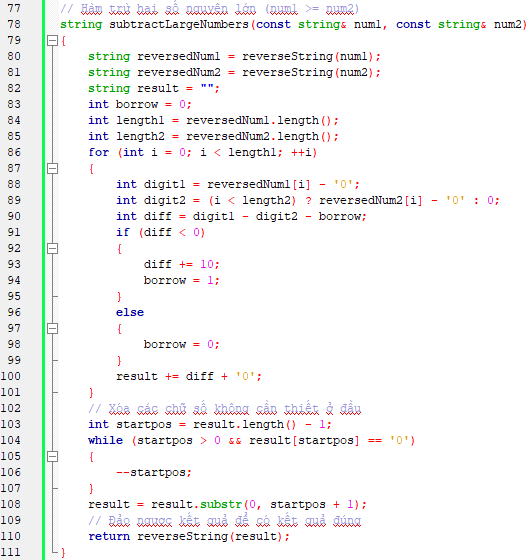 77 // Hàm trừ hai số nguyên lớn (num1 >= num2)
78 string subtractLargeNumbers(const string& num1, const string& num2)
79 {
80 string reversedNum1 = reverseString(num1);
81 string reversedNum2 = reverseString(num2);
82 string result = "";
83 int borrow = 0;
84 int length1 = reversedNum1.length();
85 int length2 = reversedNum2.length();
86 for (int i = 0; i < length1; ++i)
87 {
88 int digit1 = reversedNum1[i] - '0';
89 int digit2 = (i < length2) ? reversedNum2[i] - '0' : 0;
90 int diff = digit1 - digit2 - borrow;
91 if (diff < 0)
92 {
93 diff += 10;
94 borrow = 1;
95 }
96 else
97 {
98 borrow = 0;
99 }
100 result += diff + '0';
101 }
102 // Xóa các chữ số không cần thiết ở đầu
103 int startpos = result.length() - 1;
104 while (startpos > 0 && result[startpos] == '0')
105 {
106 --startpos;
107 }
108 result = result.substr(0, startpos + 1);
109 // Đảo ngược kết quả để có kết quả đúng
110 return reverseString(result);
111 }